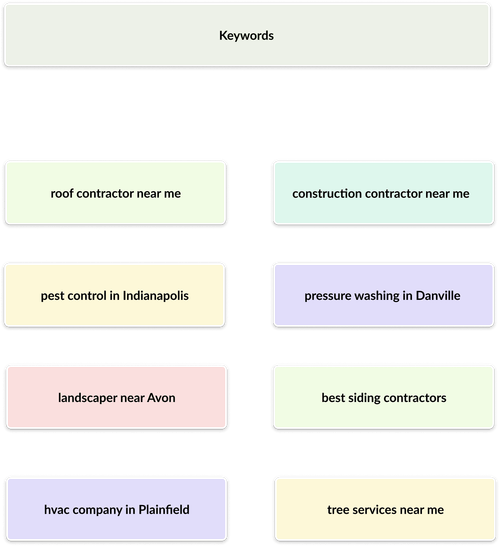 Keywords
roof contractor near me
construction contractor near me
pest control in Indianapolis
pressure washing in Danville
landscaper near Avon
best siding contractors
hvac company in Plainfield
tree services near me